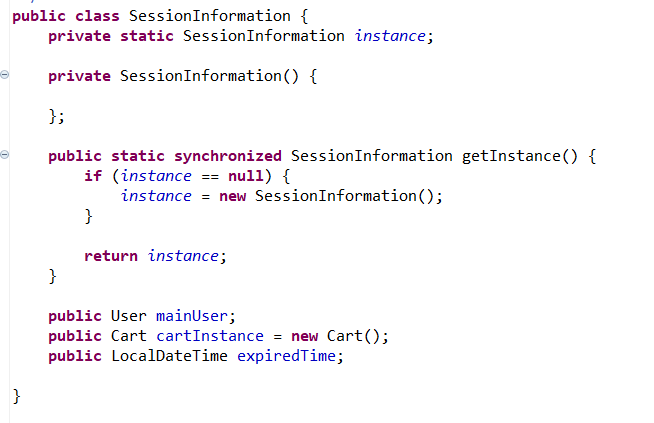 public class SessionInformation {
    private static SessionInformation instance;
    private SessionInformation() {
    };
    public static synchronized SessionInformation getInstance() {
        if (instance == null) {
            instance = new SessionInformation();
        }
        return instance;
    }
    public User mainUser;
    public Cart cartInstance = new Cart();
    public LocalDateTime expiredTime;
}